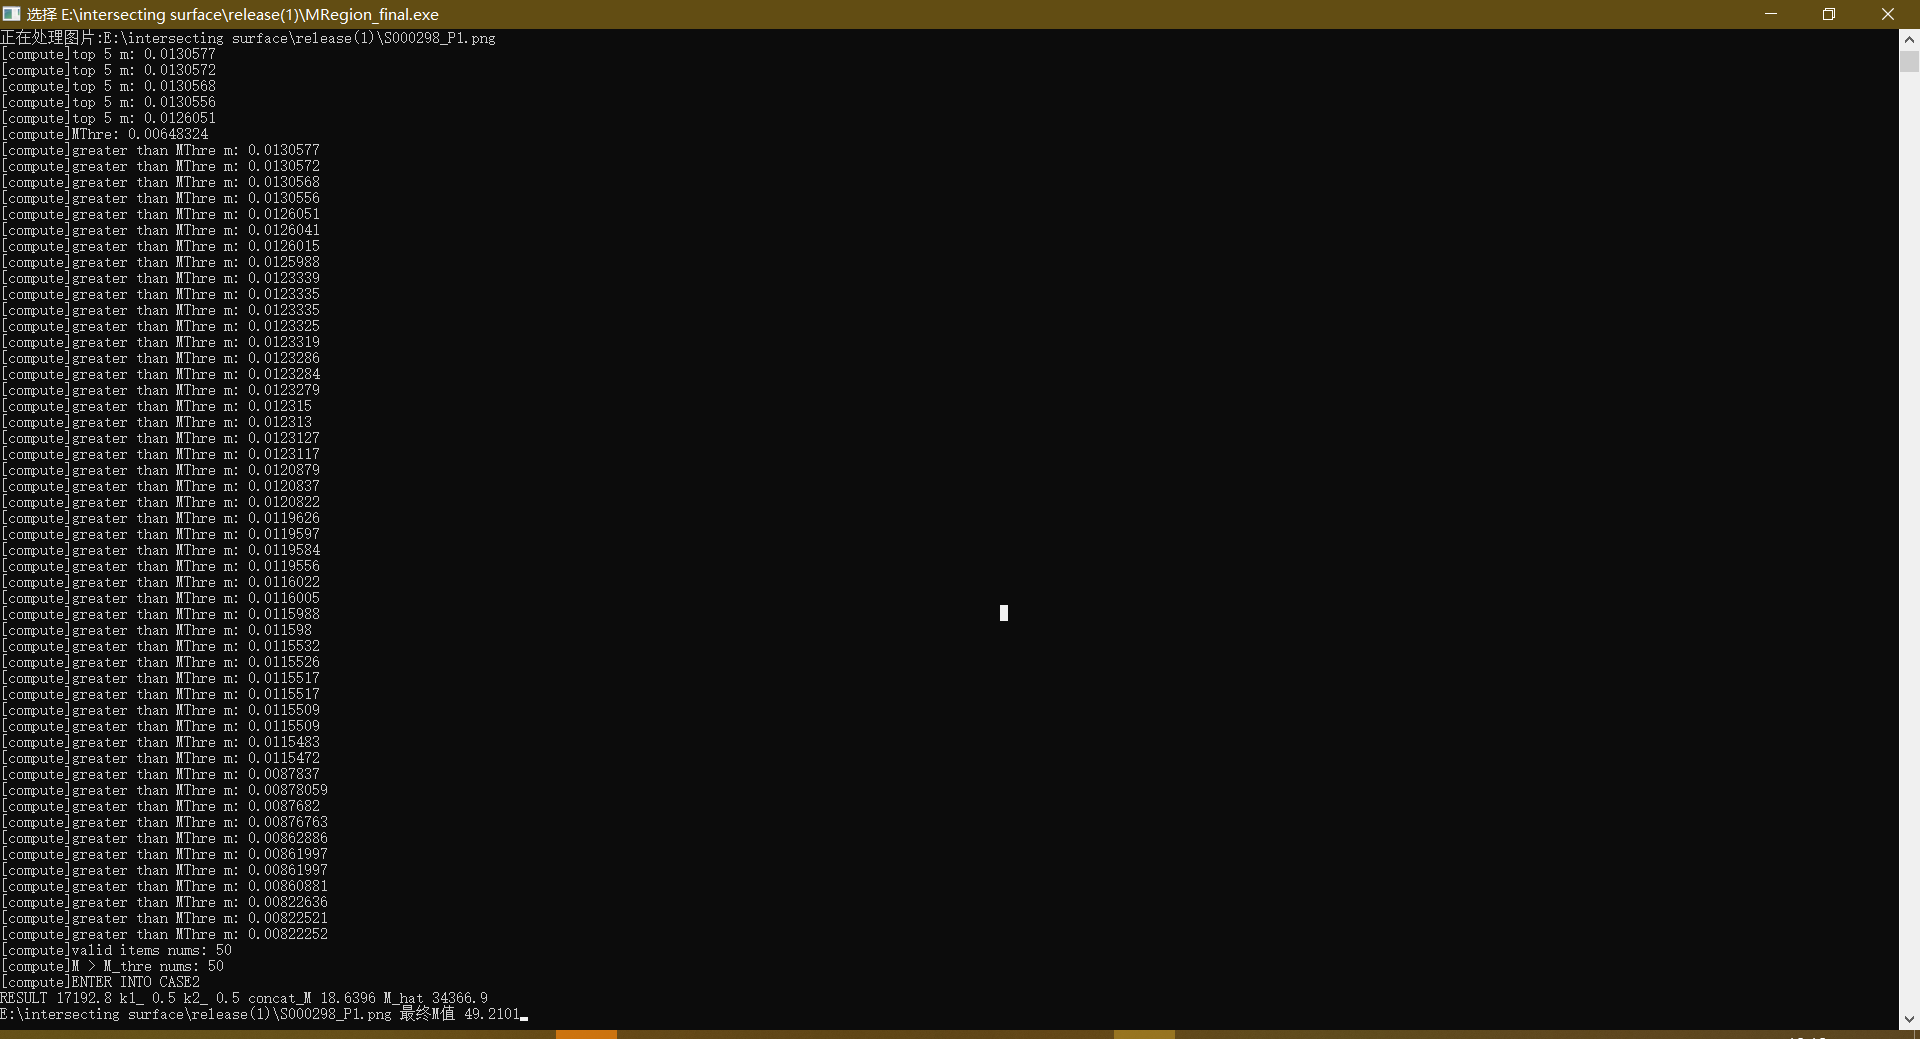 选择 E:\intersecting surface\release(1)\MRegion_final.exe
正在处理图片:E:\intersecting surface\release(1)\S000298_P1.png
[compute]top 5 m: 0.0130577
[compute]top 5 m: 0.0130572
[compute]top 5 m: 0.0130568
[compute]top 5 m: 0.0130556
[compute]top 5 m: 0.0126051
[compute]MThre: 0.00648324
[compute]greater than MThre m: 0.0130577
[compute]greater than MThre m: 0.0130572
[compute]greater than MThre m: 0.0130568
[compute]greater than MThre m: 0.0130556
[compute]greater than MThre m: 0.0126051
[compute]greater than MThre m: 0.0126041
[compute]greater than MThre m: 0.0126015
[compute]greater than MThre m: 0.0125988
[compute]greater than MThre m: 0.0123339
[compute]greater than MThre m: 0.0123335
[compute]greater than MThre m: 0.0123335
[compute]greater than MThre m: 0.0123325
[compute]greater than MThre m: 0.0123319
[compute]greater than MThre m: 0.0123286
[compute]greater than MThre m: 0.0123284
[compute]greater than MThre m: 0.0123279
[compute]greater than MThre m: 0.012315
[compute]greater than MThre m: 0.012313
[compute]greater than MThre m: 0.0123127
[compute]greater than MThre m: 0.0123117
[compute]greater than MThre m: 0.0120879
[compute]greater than MThre m: 0.0120837
[compute]greater than MThre m: 0.0120822
[compute]greater than MThre m: 0.0119626
[compute]greater than MThre m: 0.0119597
[compute]greater than MThre m: 0.0119584
[compute]greater than MThre m: 0.0119556
[compute]greater than MThre m: 0.0116022
[compute]greater than MThre m: 0.0116005
[compute]greater than MThre m: 0.0115988
[compute]greater than MThre m: 0.011598
[compute]greater than MThre m: 0.0115532
[compute]greater than MThre m: 0.0115526
[compute]greater than MThre m: 0.0115517
[compute]greater than MThre m: 0.0115517
[compute]greater than MThre m: 0.0115509
[compute]greater than MThre m: 0.0115509
[compute]greater than MThre m: 0.0115483
[compute]greater than MThre m: 0.0115472
[compute]greater than MThre m: 0.0087837
[compute]greater than MThre m: 0.00878059
[compute]greater than MThre m: 0.0087682
[compute]greater than MThre m: 0.00876763
[compute]greater than MThre m: 0.00862886
[compute]greater than MThre m: 0.00861997
[compute]greater than MThre m: 0.00861997
[compute]greater than MThre m: 0.00860881
[compute]greater than MThre m: 0.00822636
[compute]greater than MThre m: 0.00822521
[compute]greater than MThre m: 0.00822252
[compute]valid items nums: 50
[compute]M > M_thre nums: 50
[compute]ENTER INTO CASE2
RESULT 17192.8 k1_ 0.5 k2_ 0.5 concat_M 18.6396 M_hat 34366.9
E:\intersecting surface\release(1)\S000298_P1.png 最终M值 49.2101